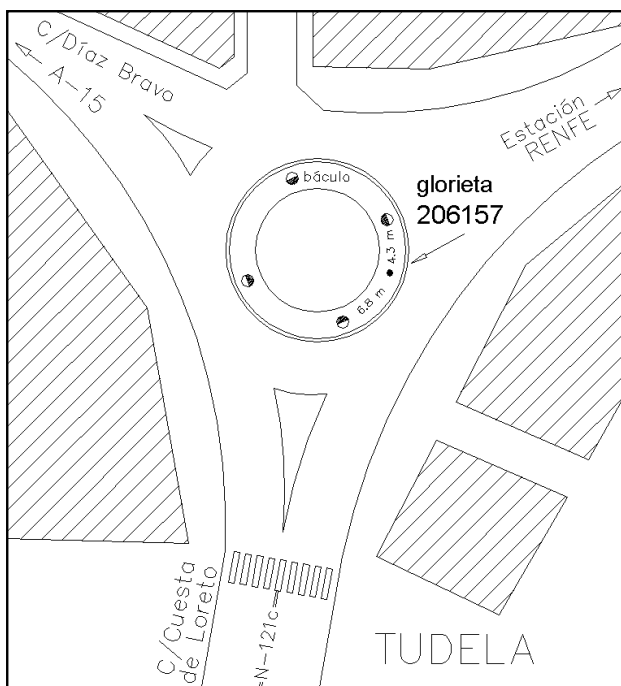 C/Díaz Bravo
A-15
Estación
RENFE
glorieta
206157
báculo
4.3 m
6.8 m
C/Cuesta
de Loreto
N-121c
TUDELA